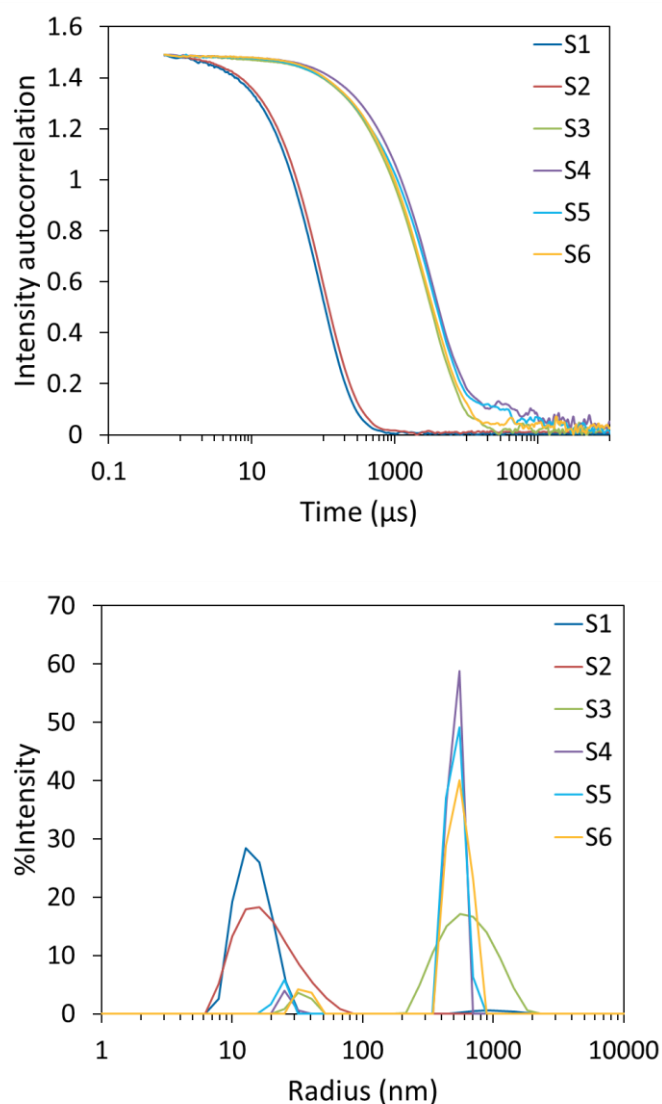 1.6
1.4
1.2
1
0.8
0.6
0.4
0.2
0
Intensity autocorrelation
0.1 10 1000 100000
Time (µs)
S1
S2
S3
S4
S5
S6
70
60
50
40
30
20
10
0
%Intensity
1 10 100 1000 10000
Radius (nm)
S1
S2
S3
S4
S5
S6